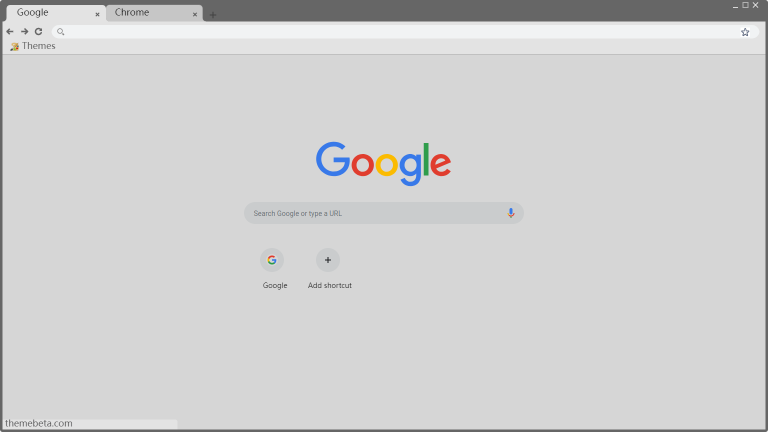 Google
Chrome
Themes
Google
Search Google or type a URL
Google
Add shortcut
themebeta.com